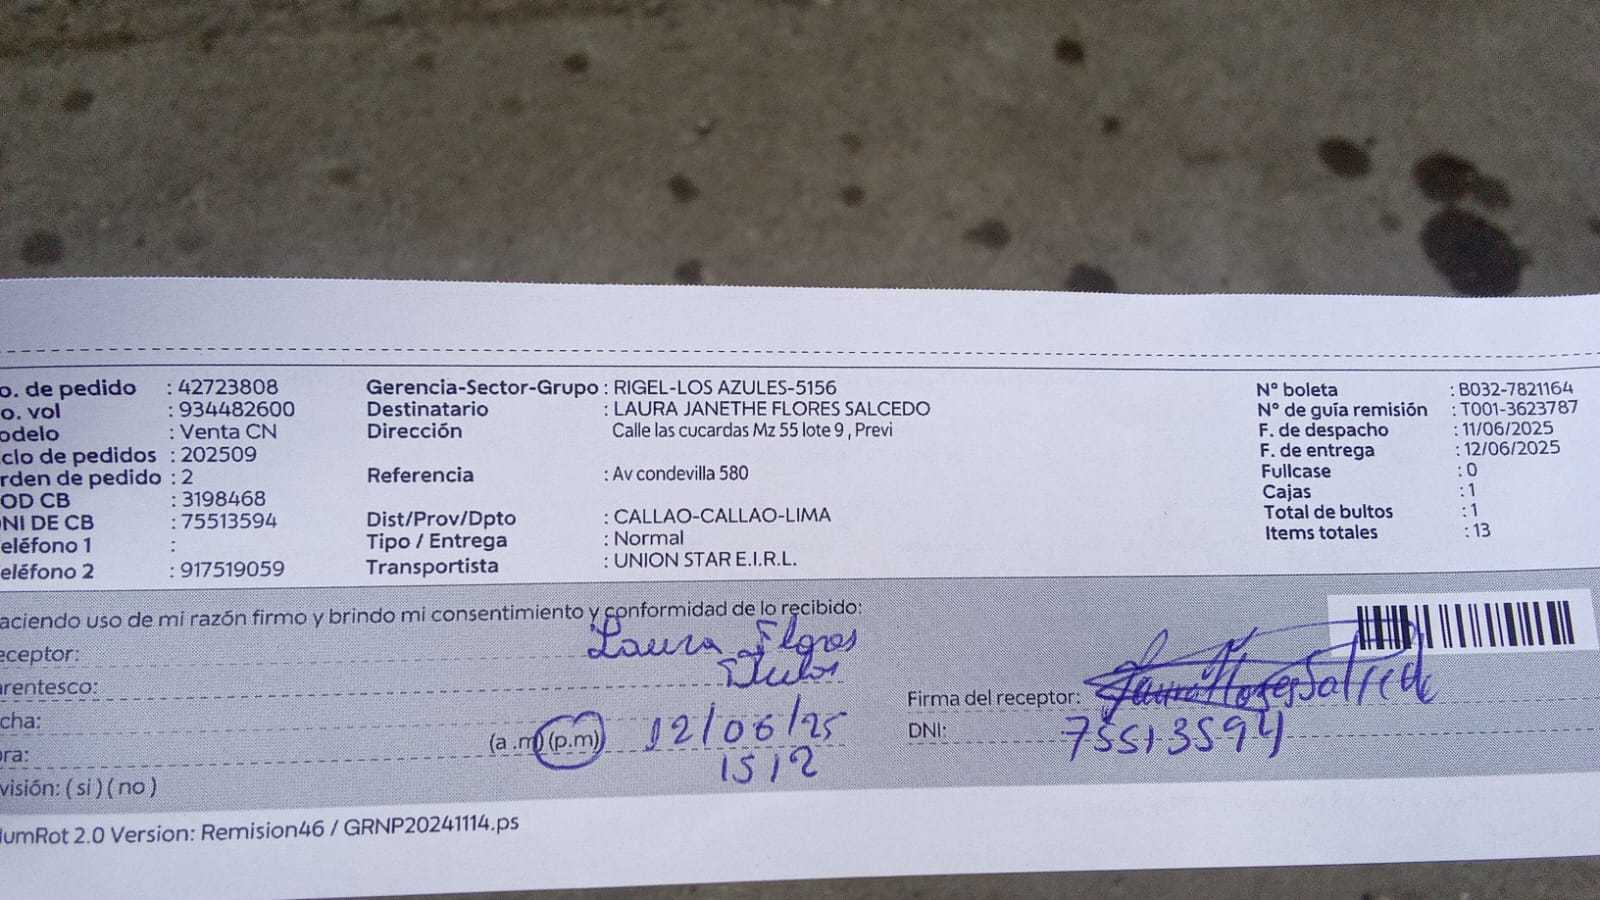 o. de pedido : 42723808
o. vol : 934482600
odelo : Venta CN
clo de pedidos : 202509
rden de pedido : 2
OD CB : 3198468
NI DE CB : 75513594
eléfono 1 :
eléfono 2 : 917519059
Gerencia-Sector-Grupo : RIGEL-LOS AZULES-5156
Destinatario : LAURA JANETHE FLORES SALCEDO
Dirección Calle las cucardas Mz 55 lote 9 , Previ
Referencia : Av condevilla 580
Dist/Prov/Dpto : CALLAO-CALLAO-LIMA
Tipo / Entrega : Normal
Transportista : UNION STAR E.I.R.L.
N° boleta : B032-7821164
N° de guía remisión : T001-3623787
F. de despacho : 11/06/2025
F. de entrega : 12/06/2025
Fullcase : 0
Cajas : 1
Total de bultos : 1
Items totales : 13
aciendo uso de mi razón firmo y brindo mi consentimiento y conformidad de lo recibido:
eceptor: Laura Flores
arentesco:
cha: 12/06/25
ora: (a .m) (p.m) 1512
visión: ( si ) ( no )
Firma del receptor: Laura Flores Salcedo
DNI: 75513594
lumRot 2.0 Version: Remision46 / GRNP20241114.ps